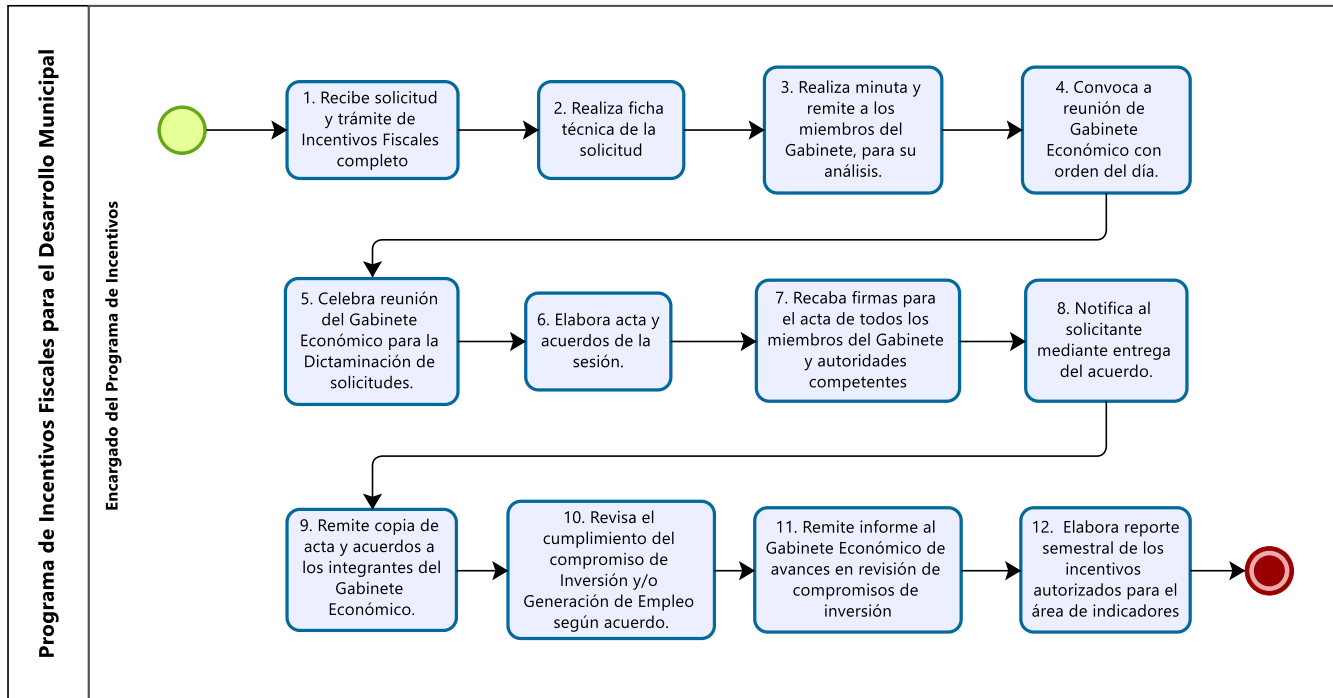 Programa de Incentivos Fiscales para el Desarrollo Municipal
Encargado del Programa de Incentivos
1. Recibe solicitud
y trámite de
Incentivos Fiscales
completo
2. Realiza ficha
técnica de la
solicitud
3. Realiza minuta y
remite a los
miembros del
Gabinete, para su
análisis.
4. Convoca a
reunión de
Gabinete
Económico con
orden del día.
5. Celebra reunión
del Gabinete
Económico para la
Dictaminación de
solicitudes.
6. Elabora acta y
acuerdos de la
sesión.
7. Recaba firmas para
el acta de todos los
miembros del Gabinete
y autoridades
competentes
8. Notifica al
solicitante
mediante entrega
del acuerdo.
9. Remite copia de
acta y acuerdos a
los integrantes del
Gabinete
Económico.
10. Revisa el
cumplimiento del
compromiso de
Inversión y/o
Generación de Empleo
según acuerdo.
11. Remite informe al
Gabinete Económico de
avances en revisión de
compromisos de
inversión
12. Elabora reporte
semestral de los
incentivos
autorizados para el
área de indicadores